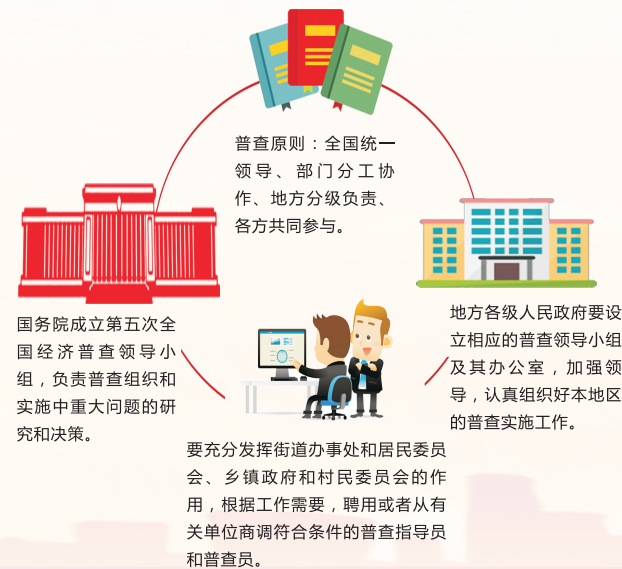 普查原则：全国统一
领导、部门分工协
作、地方分级负责、
各方共同参与。
国务院成立第五次全
国经济普查领导小
组，负责普查组织和
实施中重大问题的研
究和决策。
地方各级人民政府要设
立相应的普查领导小组
及其办公室，加强领
导，认真组织好本地区
的普查实施工作。
要充分发挥街道办事处和居民委员
会、乡镇政府和村民委员会的作
用，根据工作需要，聘用或者从有
关单位商调符合条件的普查指导员
和普查员。